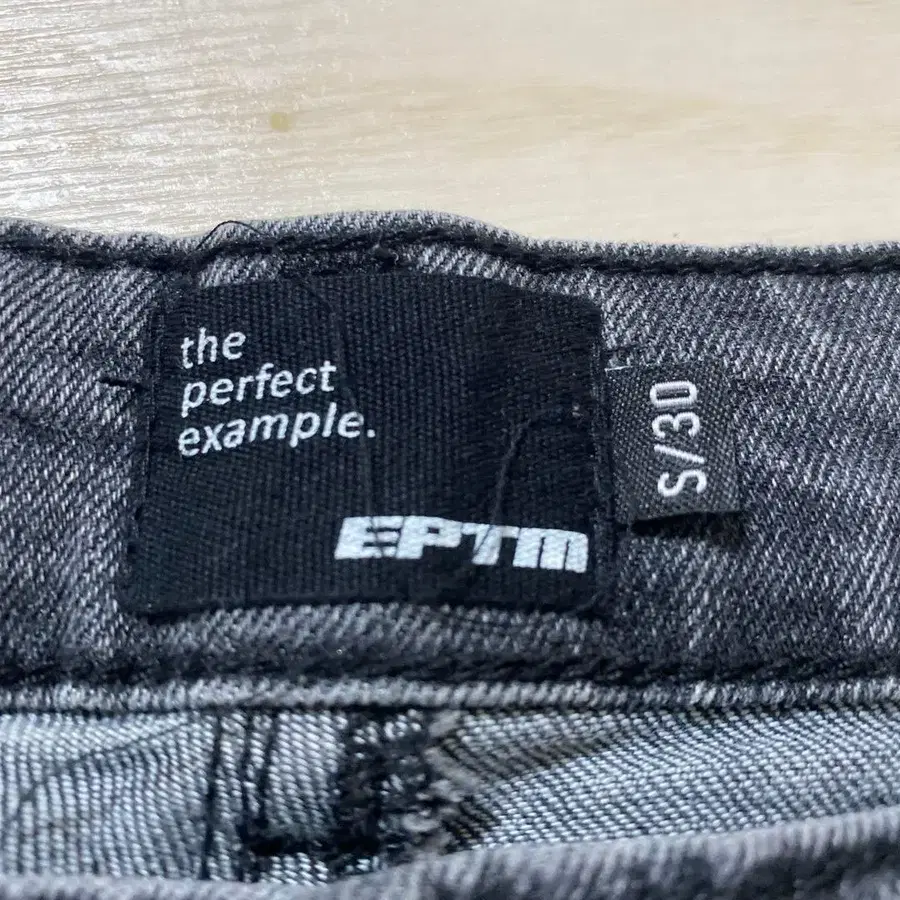 the
perfect
example.
EPTM
S/30